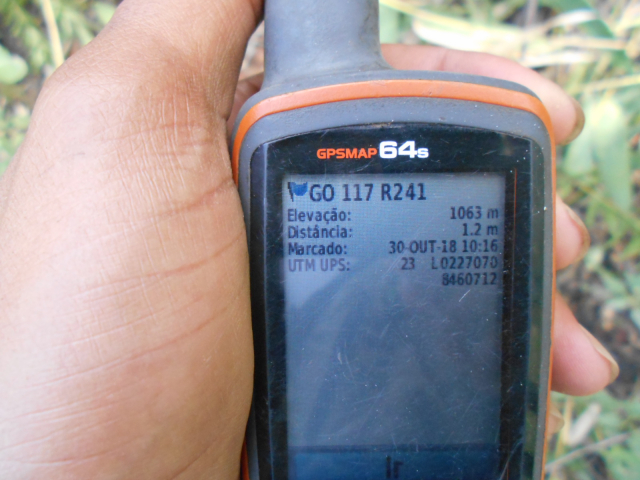 GPSMAP 64s
GO 117 R241
Elevação: 1063 m
Distância: 1.2 m
Marcado: 30-OUT-18 10:16
UTM UPS: 23 L0227070
8460712
Ir